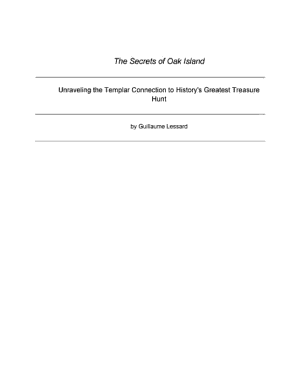 The Secrets of Oak Island
Unraveling the Templar Connection to History's Greatest Treasure
Hunt
by Guillaume Lessard